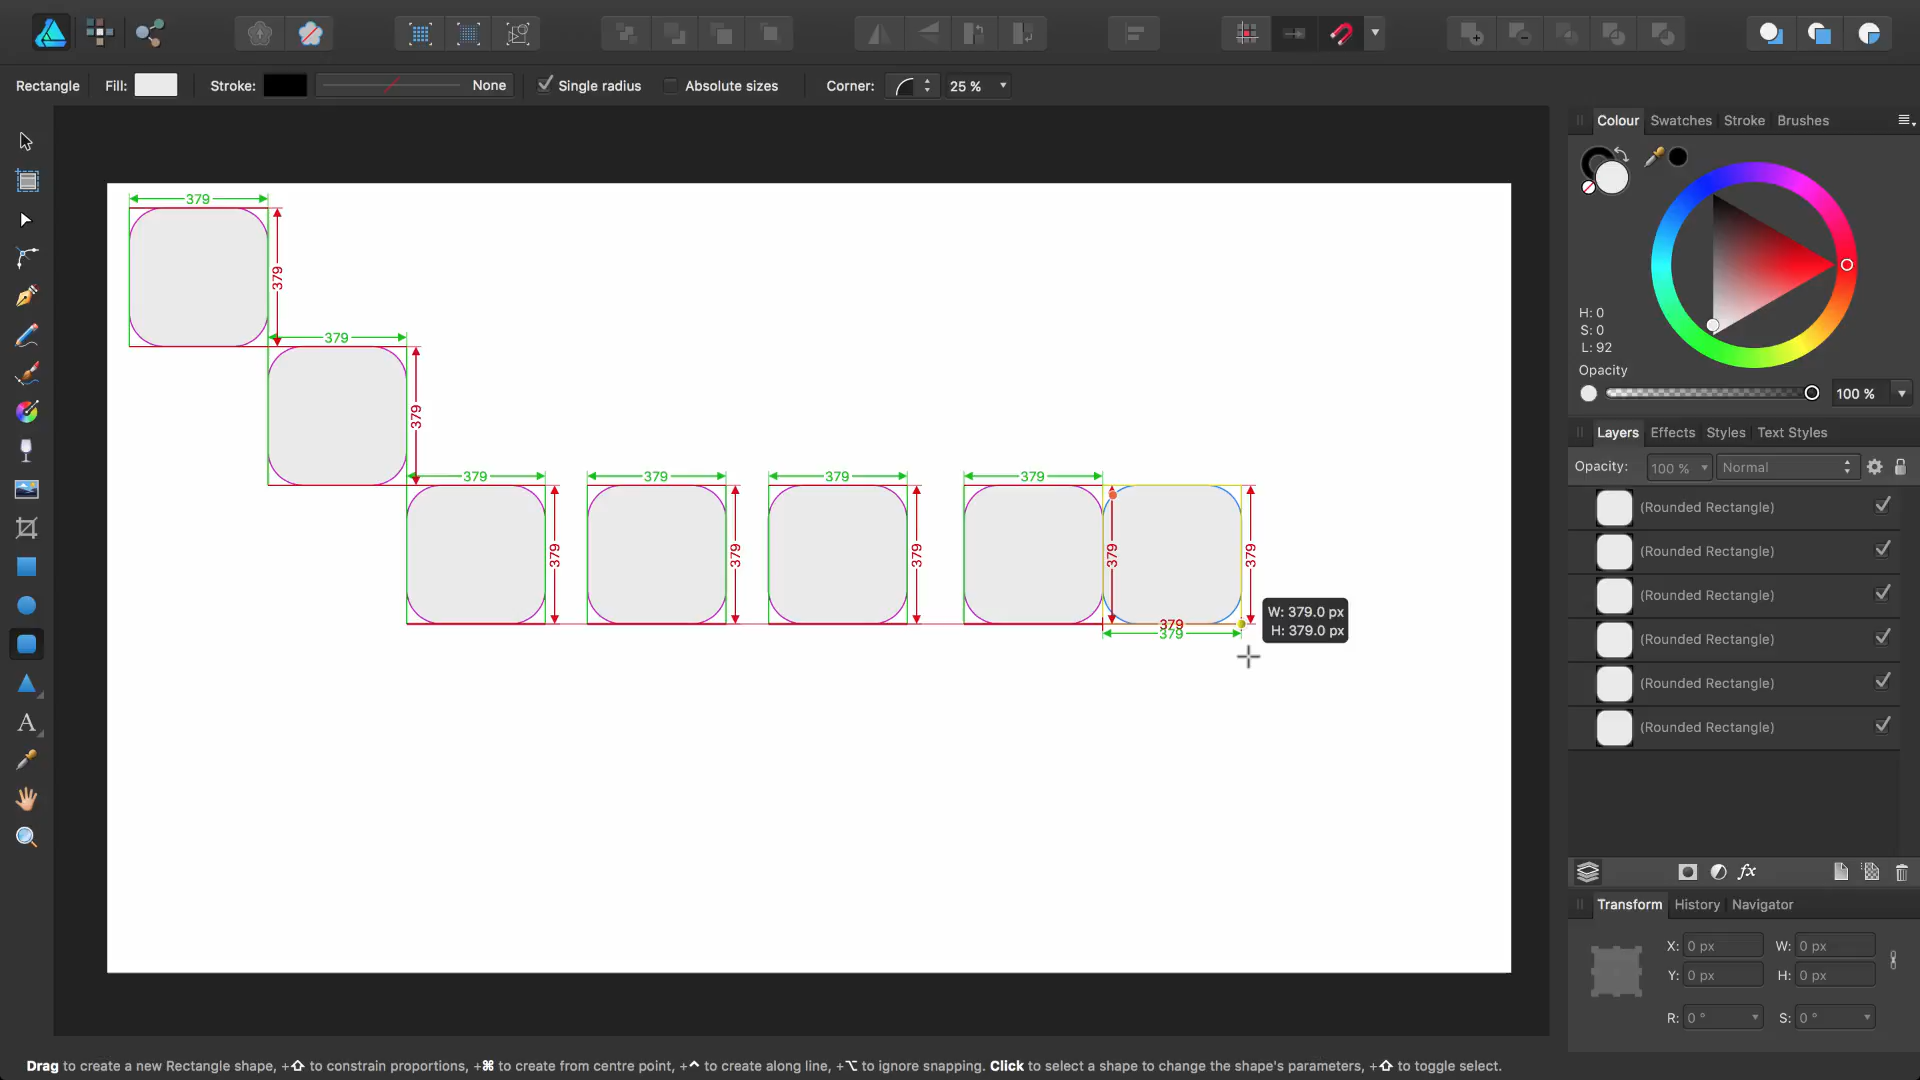 Rectangle Fill: Stroke: None Single radius Absolute sizes Corner: 25 %
Colour Swatches Stroke Brushes
H: 0
S: 0
L: 92
Opacity
100 %
Layers Effects Styles Text Styles
Opacity: 100 % Normal
(Rounded Rectangle)
(Rounded Rectangle)
(Rounded Rectangle)
(Rounded Rectangle)
(Rounded Rectangle)
(Rounded Rectangle)
379
379
379
379
379 379 379 379
379 379 379 379 379
W: 379.0 px
H: 379.0 px
379
379
A
fx
Transform History Navigator
X: 0 px W: 0 px
Y: 0 px H: 0 px
R: 0 ° S: 0 °
Drag to create a new Rectangle shape, +⇧ to constrain proportions, +⌘ to create from centre point, +⌃ to create along line, +⌥ to ignore snapping. Click to select a shape to change the shape's parameters, +⇧ to toggle select.